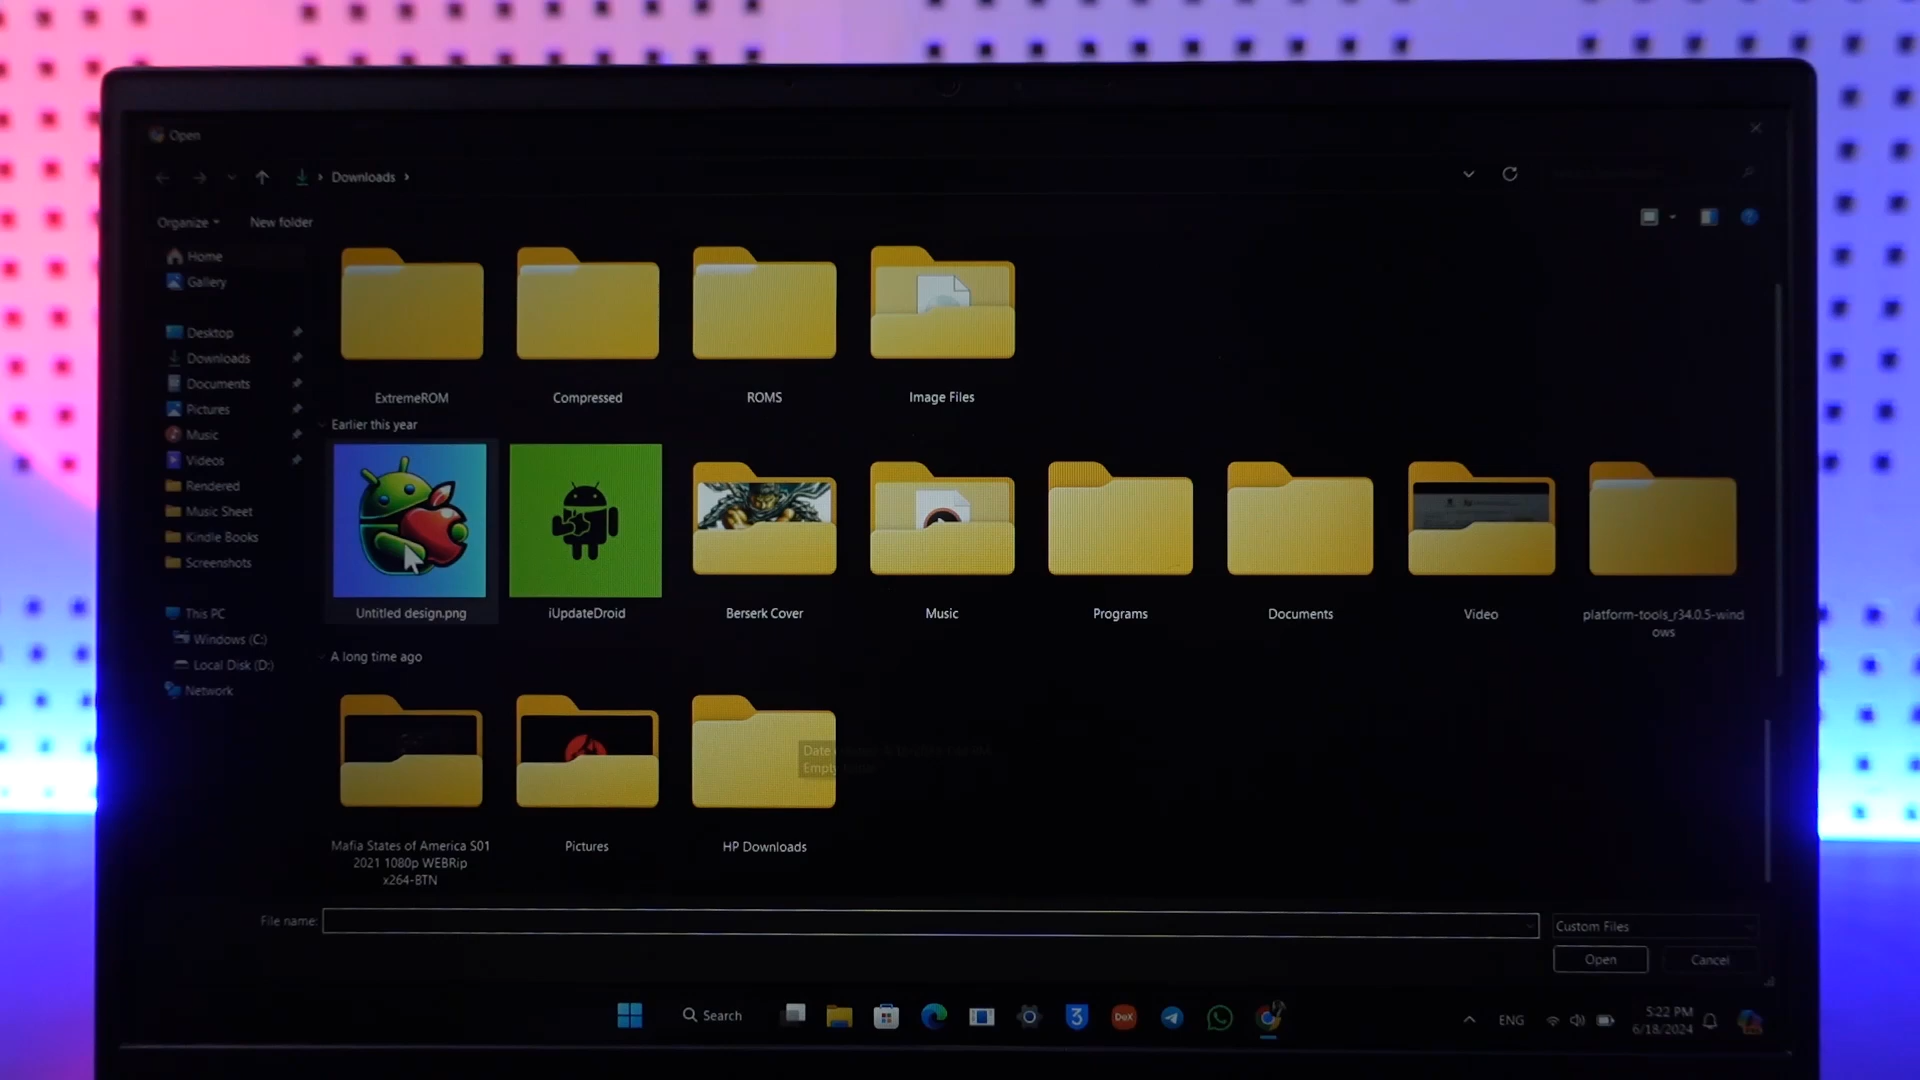 Open
Downloads
Organize
New folder
Home
Gallery
Desktop
Downloads
Documents
Pictures
Music
Videos
Rendered
Music Sheet
Kindle Books
Screenshots
This PC
Windows (C:)
Local Disk (D:)
Network
ExtremeROM
Compressed
ROMS
Image Files
Earlier this year
Untitled design.png
iUpdateDroid
Berserk Cover
Music
Programs
Documents
Video
platform-tools_r34.0.5-wind
ows
A long time ago
Date
Empty
Mafia States of America S01
2021 1080p WEBRip
x264-BTN
Pictures
HP Downloads
File name:
Custom Files
Open
Cancel
Search
3
DeX
ENG
5:22 PM
6/18/2024